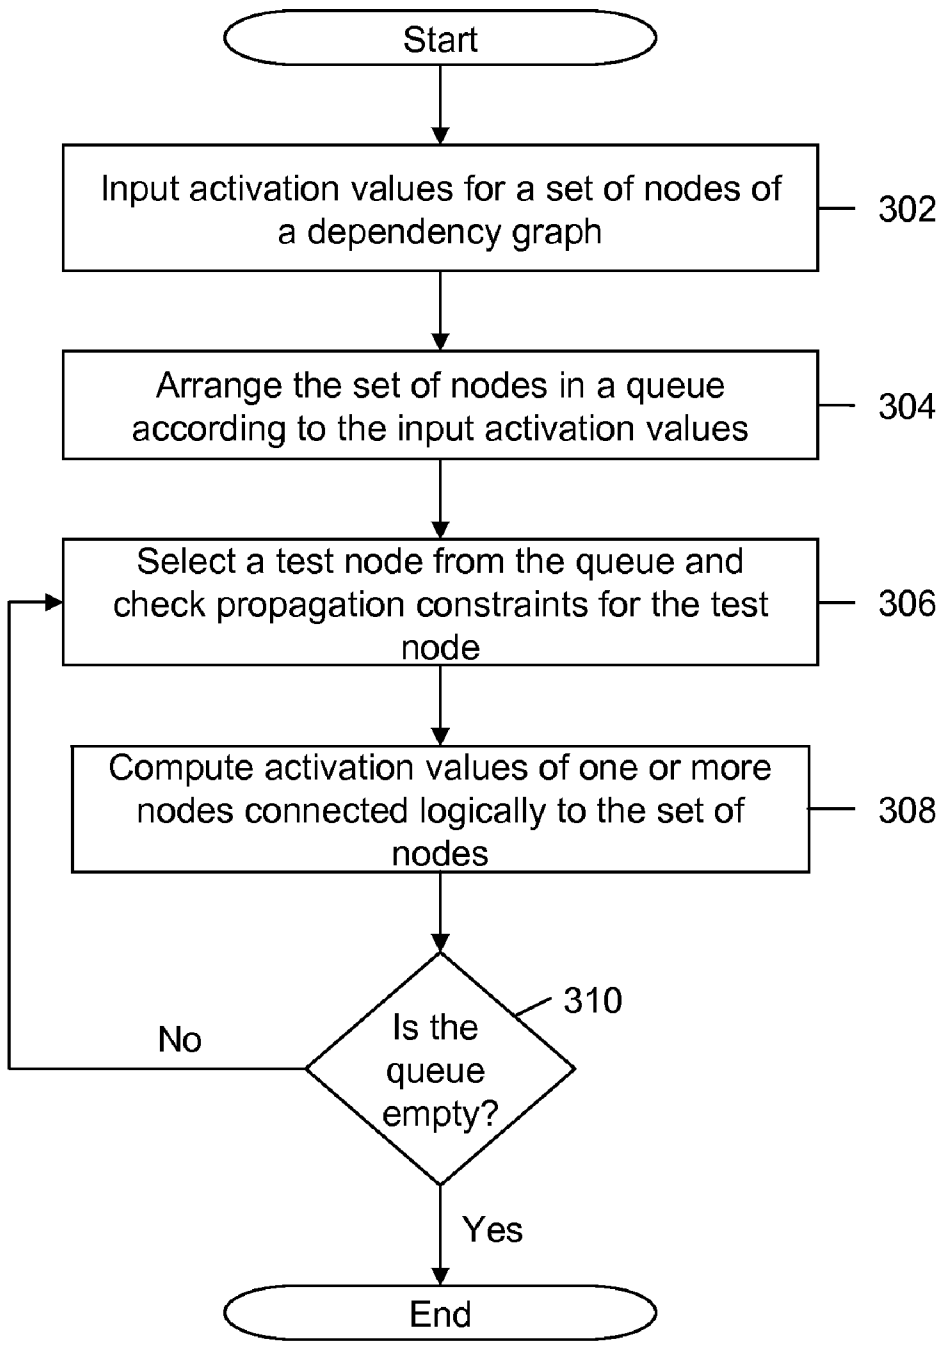 Start
Input activation values for a set of nodes of
a dependency graph
302
Arrange the set of nodes in a queue
according to the input activation values
304
Select a test node from the queue and
check propagation constraints for the test
node
306
Compute activation values of one or more
nodes connected logically to the set of
nodes
308
310
Is the
queue
empty?
No
Yes
End